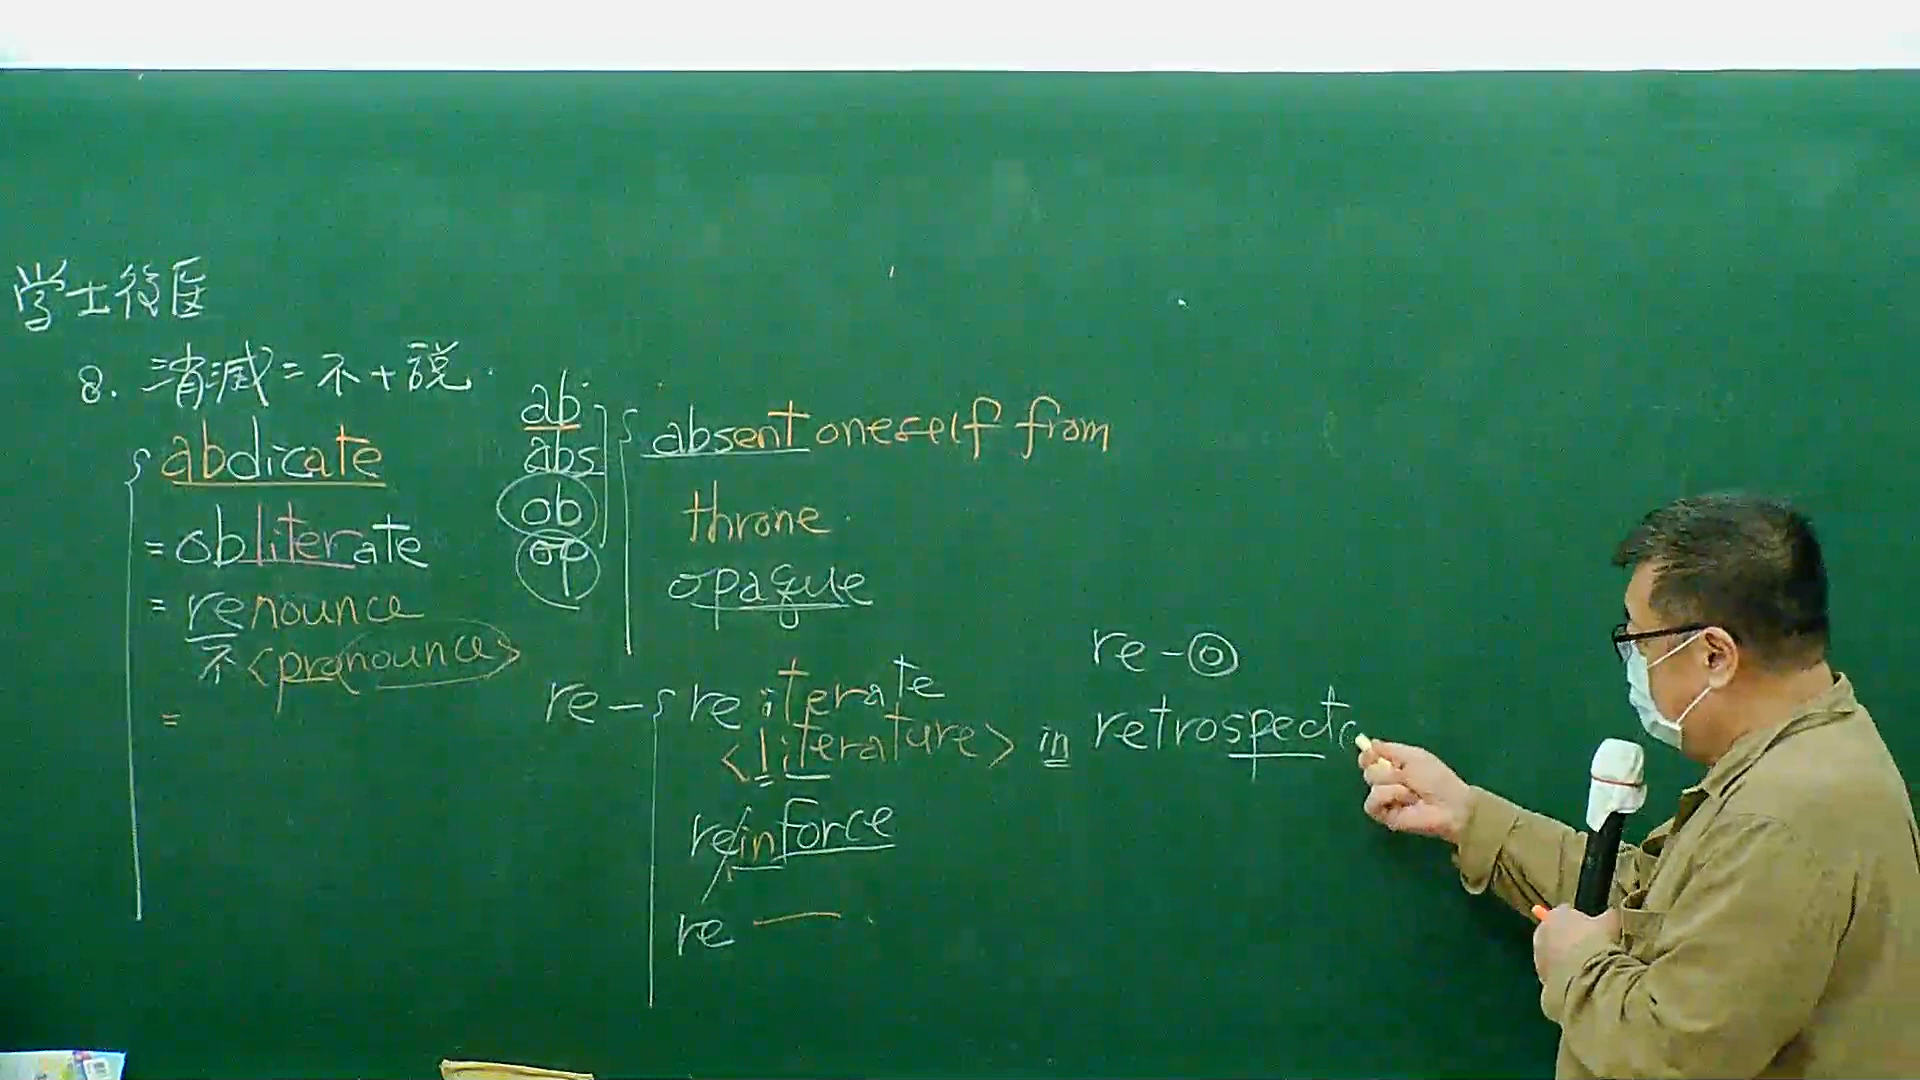 学士後医
8. 消滅 = 不 + 說
abdicate
= obliterate
= renounce
不 <pronounce>
=
ab
abs
ob
op
absent oneself from
throne
opaque
re- reiterate
<literature>
reinforce
re —
re-◎
in retrospect